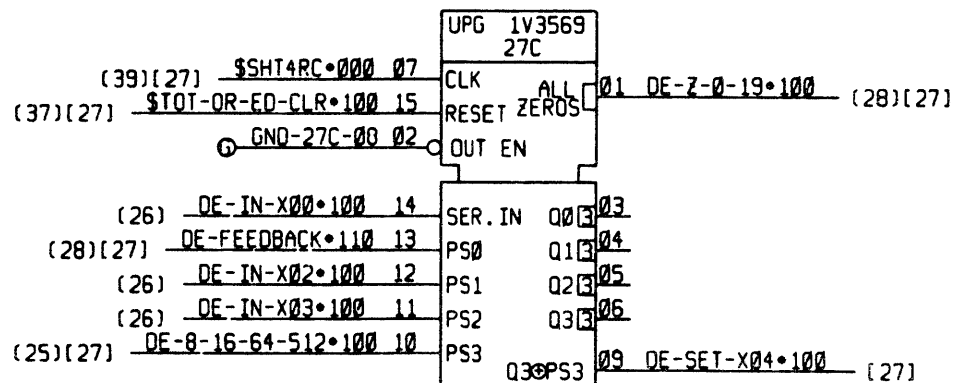 UPG 1V3569
27C
(39)[27] $SHT4RC•000 07 CLK ALL ZEROS 01 DE-Z-0-19•100 (28)[27]
(37)[27] $TOT-OR-ED-CLR•100 15 RESET
G GND-27C-08 02 OUT EN
(26) DE-IN-X00•100 14 SER.IN Q0 3 03
(28)[27] DE-FEEDBACK•110 13 PS0 Q1 3 04
(26) DE-IN-X02•100 12 PS1 Q2 3 05
(26) DE-IN-X03•100 11 PS2 Q3 3 06
(25)[27] DE-8-16-64-512•100 10 PS3
Q3⊕PS3 09 DE-SET-X04•100 [27]